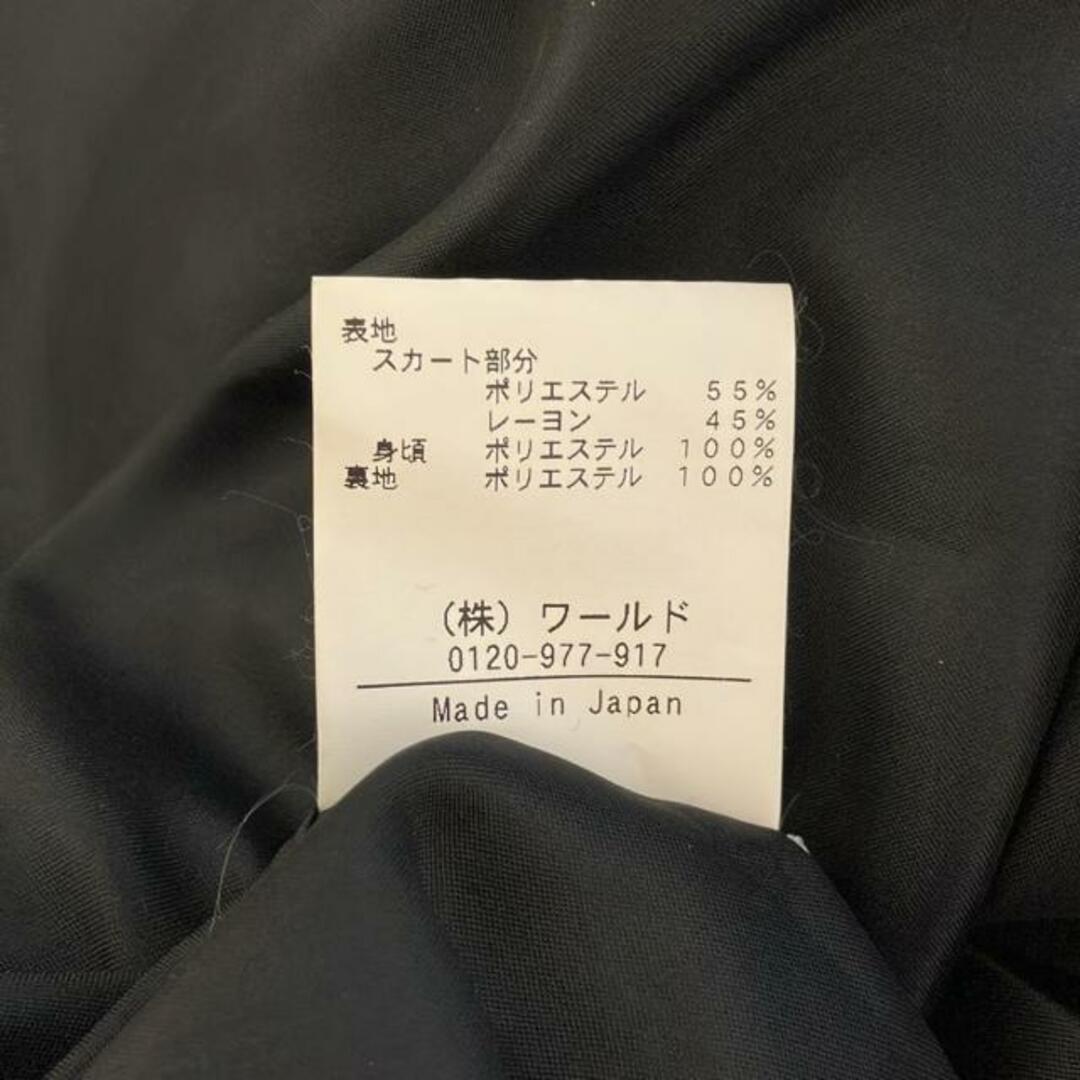 表地
スカート部分
ポリエステル 55%
レーヨン 45%
身頃 ポリエステル 100%
裏地 ポリエステル 100%
(株) ワールド
0120-977-917
Made in Japan